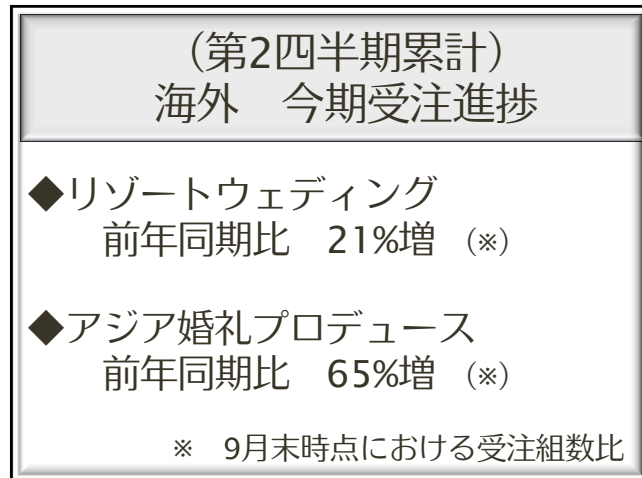 （第2四半期累計）
海外　今期受注進捗
◆リゾートウェディング
前年同期比　21%増　（※）
◆アジア婚礼プロデュース
前年同期比　65%増　（※）
※　9月末時点における受注組数比